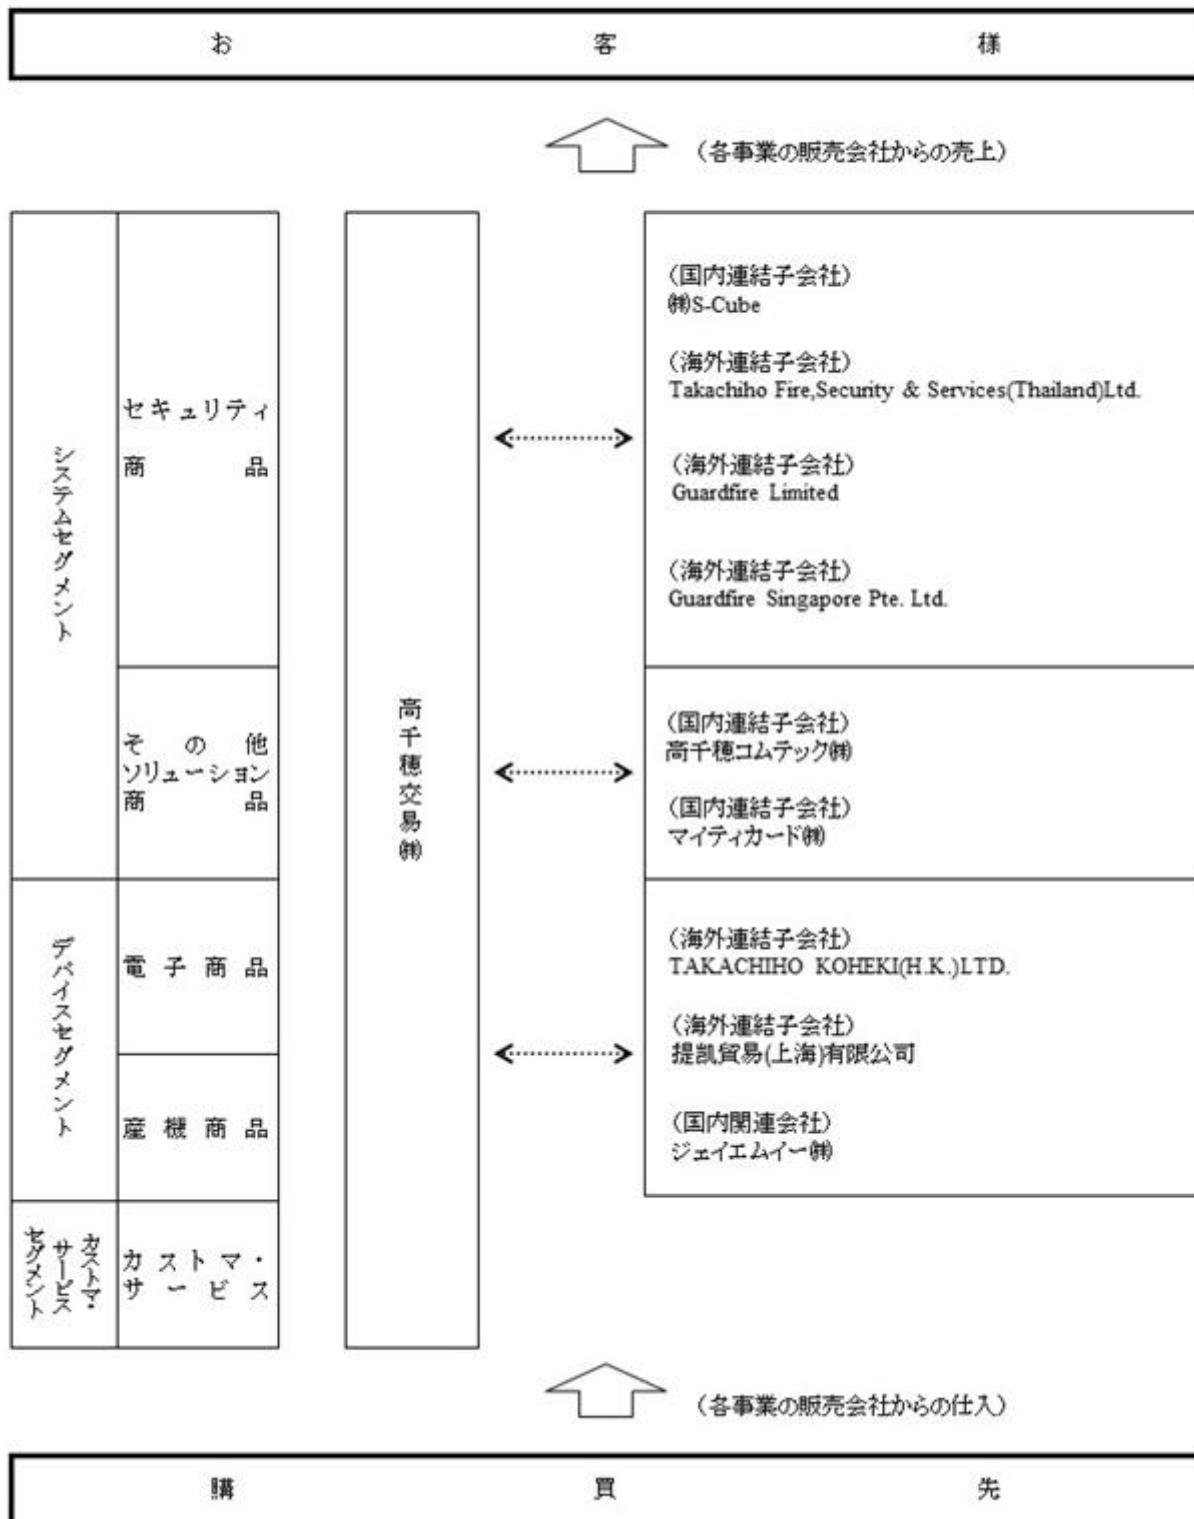 お客様
（各事業の販売会社からの売上）
システムセグメント
セキュリティ
商品
その他
ソリューション
商品
デバイスセグメント
電子商品
産機商品
カストマ・
サービス
セグメント
カストマ・
サービス
高千穂交易㈱
（国内連結子会社）
㈱S-Cube
（海外連結子会社）
Takachiho Fire,Security & Services(Thailand)Ltd.
（海外連結子会社）
Guardfire Limited
（海外連結子会社）
Guardfire Singapore Pte. Ltd.
（国内連結子会社）
高千穂コムテック㈱
（国内連結子会社）
マイティカード㈱
（海外連結子会社）
TAKACHIHO KOHEKI(H.K.)LTD.
（海外連結子会社）
提凱貿易(上海)有限公司
（国内関連会社）
ジェイエムイー㈱
（各事業の販売会社からの仕入）
購買先